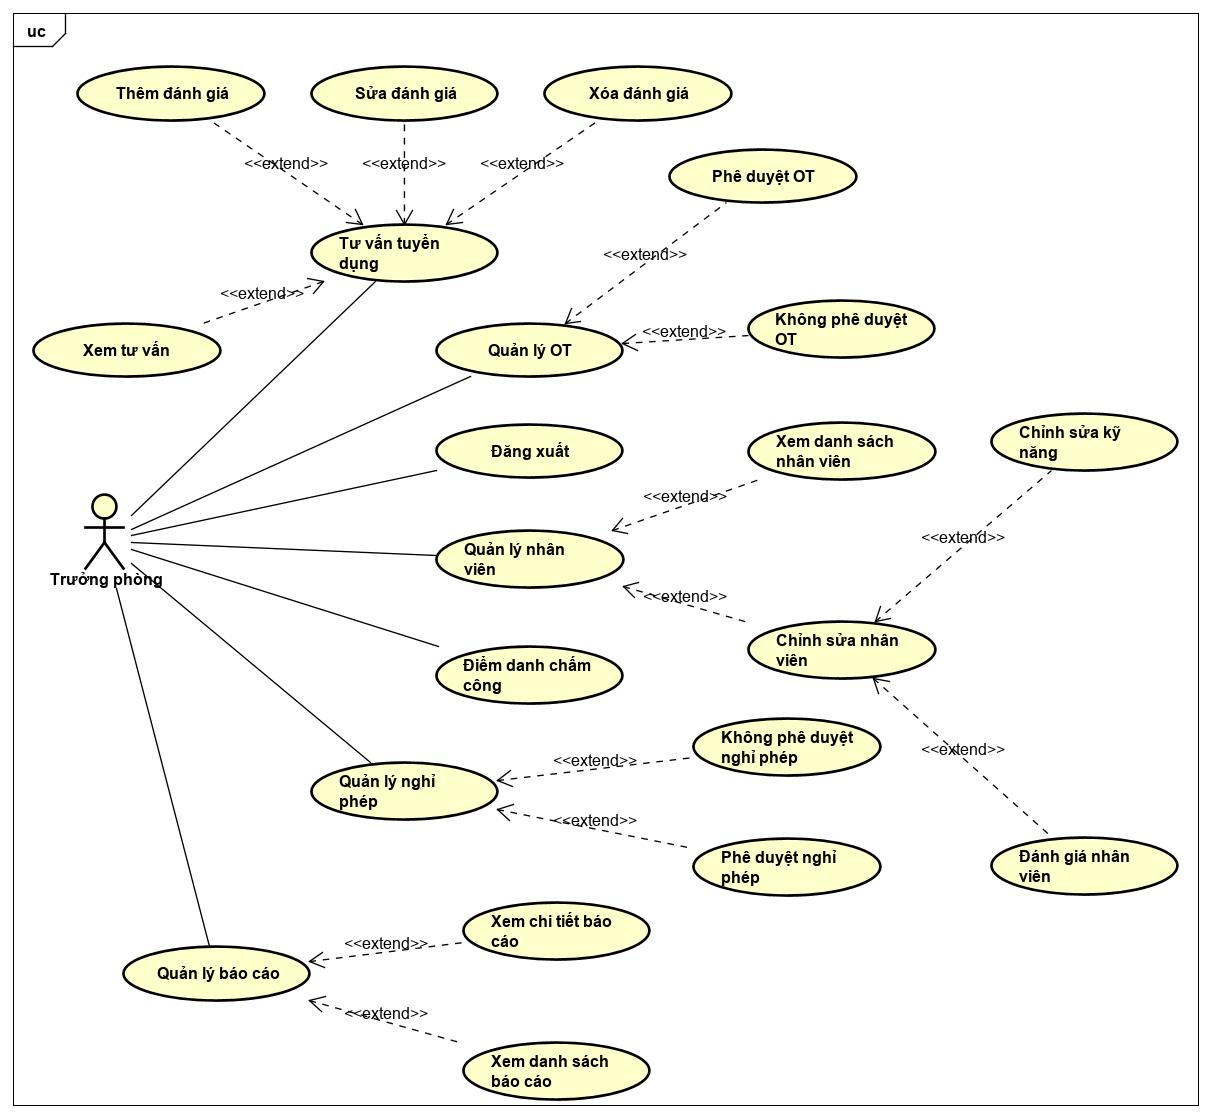 uc
Thêm đánh giá
Sửa đánh giá
Xóa đánh giá
<<extend>>
<<extend>>
<<extend>>
Phê duyệt OT
Tư vấn tuyển
dụng
<<extend>>
<<extend>>
Xem tư vấn
Quản lý OT
<<extend>>
Không phê duyệt
OT
Đăng xuất
Xem danh sách
nhân viên
Chỉnh sửa kỹ
năng
<<extend>>
<<extend>>
Quản lý nhân
viên
Trưởng phòng
<<extend>>
Chỉnh sửa nhân
viên
Điểm danh chấm
công
Không phê duyệt
nghỉ phép
<<extend>>
<<extend>>
Quản lý nghỉ
phép
<<extend>>
Phê duyệt nghỉ
phép
Đánh giá nhân
viên
Xem chi tiết báo
cáo
<<extend>>
Quản lý báo cáo
<<extend>>
Xem danh sách
báo cáo